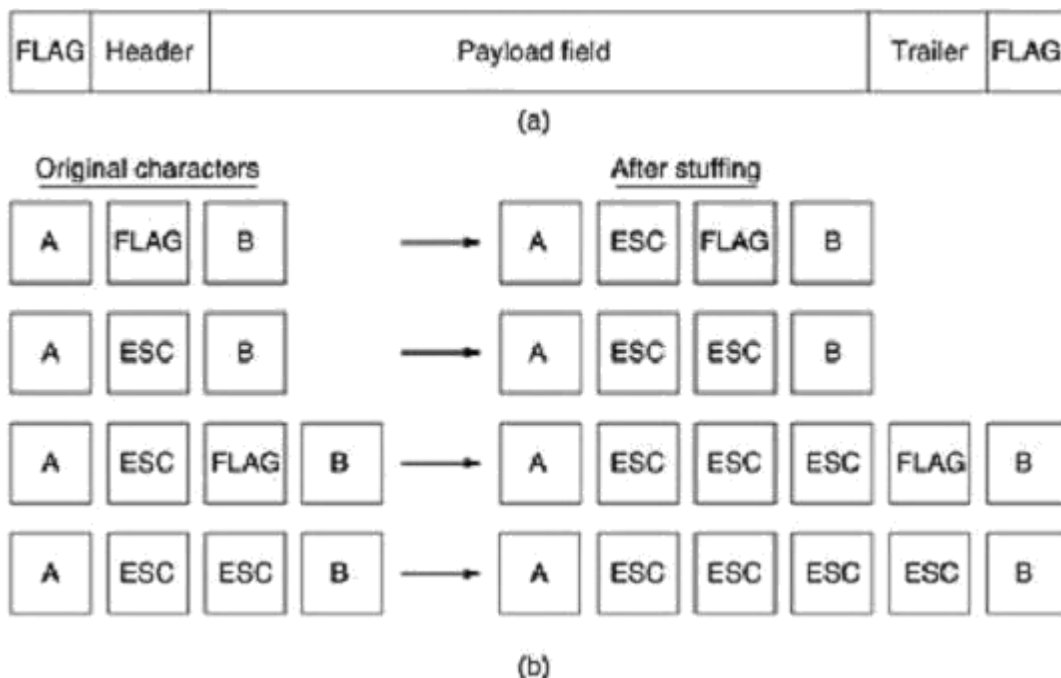 FLAG Header Payload field Trailer FLAG
(a)
Original characters After stuffing
A FLAG B A ESC FLAG B
A ESC B A ESC ESC B
A ESC FLAG B A ESC ESC ESC FLAG B
A ESC ESC B A ESC ESC ESC ESC B
(b)